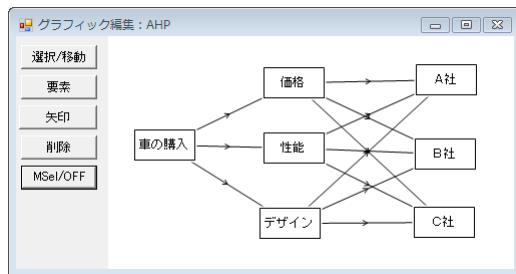 グラフィック編集：AHP
選択/移動
要素
矢印
削除
MSel/OFF
車の購入
価格
性能
デザイン
A社
B社
C社